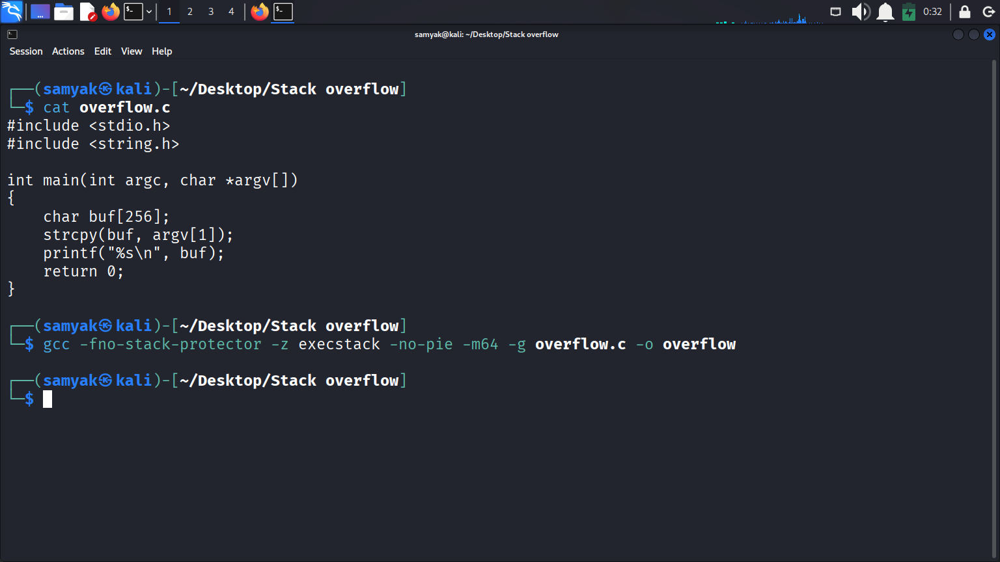 1 2 3 4 0:32
samyak@kali: ~/Desktop/Stack overflow
Session Actions Edit View Help
┌──(samyak㉿kali)-[~/Desktop/Stack overflow]
└─$ cat overflow.c
#include <stdio.h>
#include <string.h>
int main(int argc, char *argv[])
{
    char buf[256];
    strcpy(buf, argv[1]);
    printf("%s\n", buf);
    return 0;
}
┌──(samyak㉿kali)-[~/Desktop/Stack overflow]
└─$ gcc -fno-stack-protector -z execstack -no-pie -m64 -g overflow.c -o overflow
┌──(samyak㉿kali)-[~/Desktop/Stack overflow]
└─$